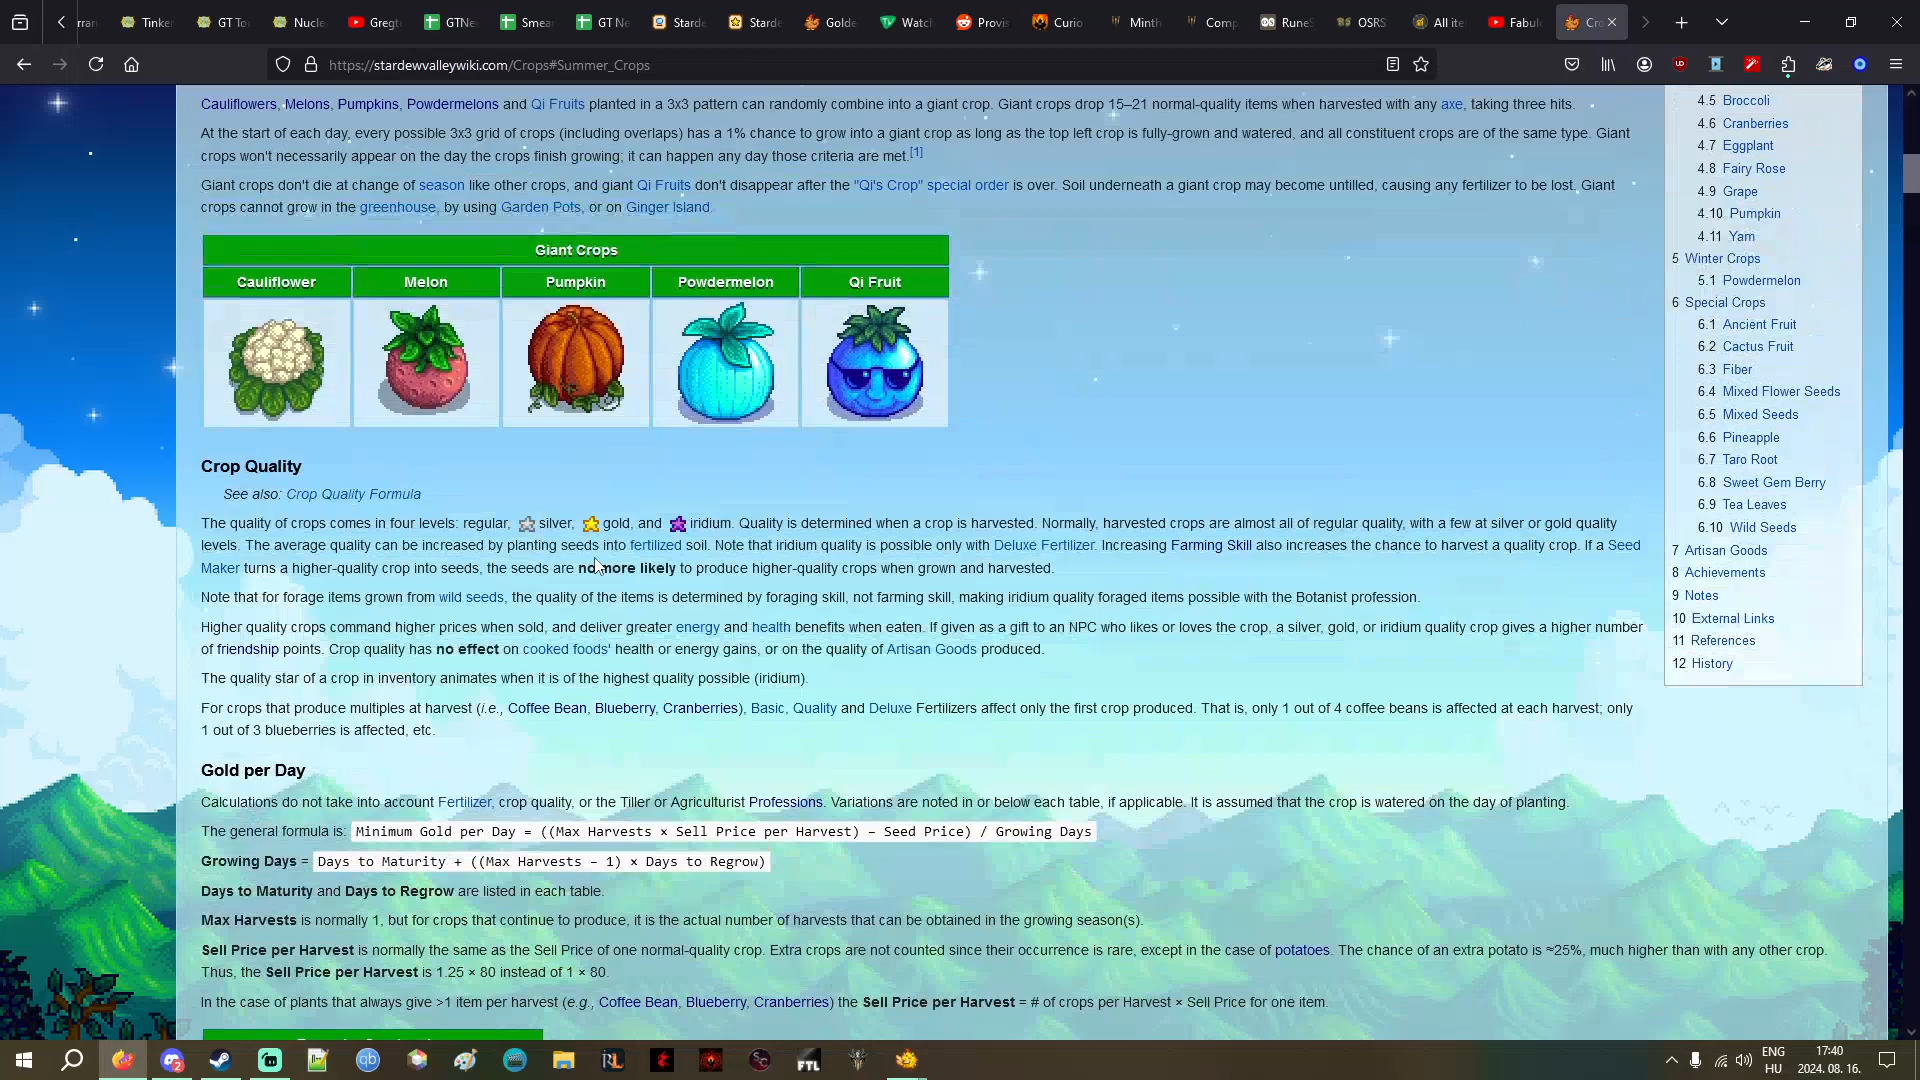 Tinker
GT To
Nucle
Gregt
GTNe
Smea
GT Ne
Starde
Starde
Golde
Watch
Provis
Curio
Minth
Comp
RuneS
OSRS
All ite
Fabul
Cro
https://stardewvalleywiki.com/Crops#Summer_Crops
Cauliflowers, Melons, Pumpkins, Powdermelons and Qi Fruits planted in a 3x3 pattern can randomly combine into a giant crop. Giant crops drop 15–21 normal-quality items when harvested with any axe, taking three hits.
At the start of each day, every possible 3x3 grid of crops (including overlaps) has a 1% chance to grow into a giant crop as long as the top left crop is fully-grown and watered, and all constituent crops are of the same type. Giant
crops won't necessarily appear on the day the crops finish growing; it can happen any day those criteria are met.[1]
Giant crops don't die at change of season like other crops, and giant Qi Fruits don't disappear after the "Qi's Crop" special order is over. Soil underneath a giant crop may become untilled, causing any fertilizer to be lost. Giant
crops cannot grow in the greenhouse, by using Garden Pots, or on Ginger Island.
Giant Crops
Cauliflower Melon Pumpkin Powdermelon Qi Fruit
Crop Quality
See also: Crop Quality Formula
The quality of crops comes in four levels: regular, silver, gold, and iridium. Quality is determined when a crop is harvested. Normally, harvested crops are almost all of regular quality, with a few at silver or gold quality
levels. The average quality can be increased by planting seeds into fertilized soil. Note that iridium quality is possible only with Deluxe Fertilizer. Increasing Farming Skill also increases the chance to harvest a quality crop. If a Seed
Maker turns a higher-quality crop into seeds, the seeds are no more likely to produce higher-quality crops when grown and harvested.
Note that for forage items grown from wild seeds, the quality of the items is determined by foraging skill, not farming skill, making iridium quality foraged items possible with the Botanist profession.
Higher quality crops command higher prices when sold, and deliver greater energy and health benefits when eaten. If given as a gift to an NPC who likes or loves the crop, a silver, gold, or iridium quality crop gives a higher number
of friendship points. Crop quality has no effect on cooked foods' health or energy gains, or on the quality of Artisan Goods produced.
The quality star of a crop in inventory animates when it is of the highest quality possible (iridium).
For crops that produce multiples at harvest (i.e., Coffee Bean, Blueberry, Cranberries), Basic, Quality and Deluxe Fertilizers affect only the first crop produced. That is, only 1 out of 4 coffee beans is affected at each harvest; only
1 out of 3 blueberries is affected, etc.
Gold per Day
Calculations do not take into account Fertilizer, crop quality, or the Tiller or Agriculturist Professions. Variations are noted in or below each table, if applicable. It is assumed that the crop is watered on the day of planting.
The general formula is: Minimum Gold per Day = ((Max Harvests × Sell Price per Harvest) – Seed Price) / Growing Days
Growing Days = Days to Maturity + ((Max Harvests – 1) × Days to Regrow)
Days to Maturity and Days to Regrow are listed in each table.
Max Harvests is normally 1, but for crops that continue to produce, it is the actual number of harvests that can be obtained in the growing season(s).
Sell Price per Harvest is normally the same as the Sell Price of one normal-quality crop. Extra crops are not counted since their occurrence is rare, except in the case of potatoes. The chance of an extra potato is ≈25%, much higher than with any other crop.
Thus, the Sell Price per Harvest is 1.25 × 80 instead of 1 × 80.
In the case of plants that always give >1 item per harvest (e.g., Coffee Bean, Blueberry, Cranberries) the Sell Price per Harvest = # of crops per Harvest × Sell Price for one item.
4.5 Broccoli
4.6 Cranberries
4.7 Eggplant
4.8 Fairy Rose
4.9 Grape
4.10 Pumpkin
4.11 Yam
5 Winter Crops
5.1 Powdermelon
6 Special Crops
6.1 Ancient Fruit
6.2 Cactus Fruit
6.3 Fiber
6.4 Mixed Flower Seeds
6.5 Mixed Seeds
6.6 Pineapple
6.7 Taro Root
6.8 Sweet Gem Berry
6.9 Tea Leaves
6.10 Wild Seeds
7 Artisan Goods
8 Achievements
9 Notes
10 External Links
11 References
12 History
2
qb
RL
SC
FTL
ENG
HU
17:40
2024. 08. 16.